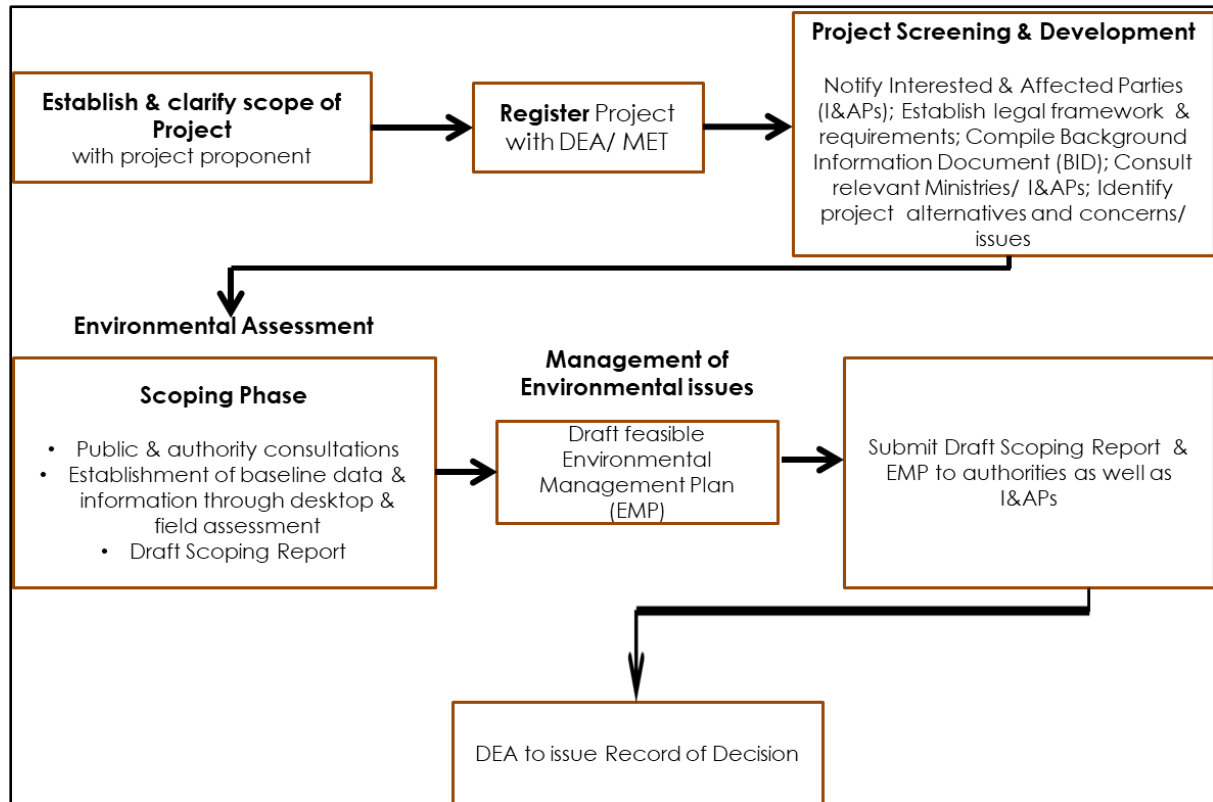 Establish & clarify scope of
Project
with project proponent
Register Project
with DEA/ MET
Project Screening & Development
Notify Interested & Affected Parties
(I&APs); Establish legal framework &
requirements; Compile Background
Information Document (BID); Consult
relevant Ministries/ I&APs; Identify
project alternatives and concerns/
issues
Environmental Assessment
Scoping Phase
• Public & authority consultations
• Establishment of baseline data &
information through desktop &
field assessment
• Draft Scoping Report
Management of
Environmental issues
Draft feasible
Environmental
Management Plan
(EMP)
Submit Draft Scoping Report &
EMP to authorities as well as
I&APs
DEA to issue Record of Decision